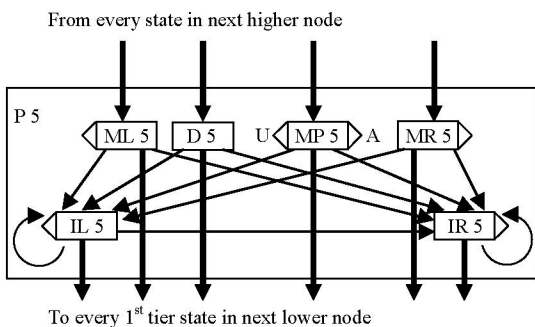 From every state in next higher node
P 5
ML 5 D 5 U MP 5 A MR 5
IL 5 IR 5
To every 1st tier state in next lower node